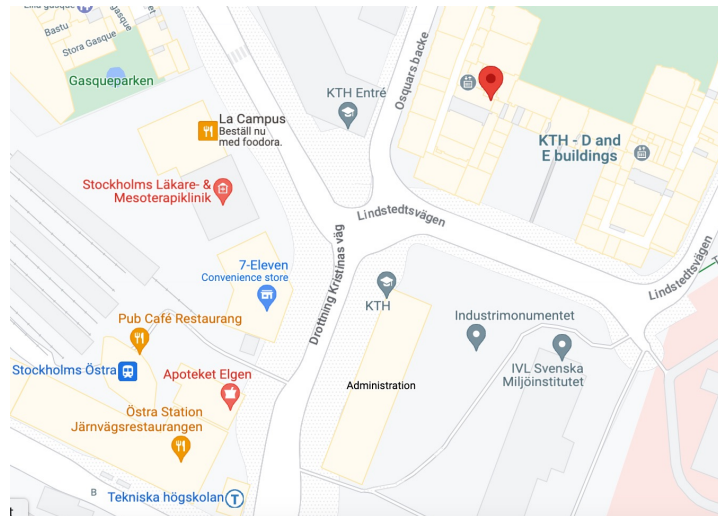 Lilla gasque
Bastu
Stora Gasque
Gasqueparken
La Campus
Beställ nu
med foodora.
KTH Entré
Osquars backe
KTH - D and
E buildings
Stockholms Läkare- &
Mesoterapiklinik
Lindstedtsvägen
Lindstedtsvägen
Drottning Kristinas väg
7-Eleven
Convenience store
KTH
Pub Café Restaurang
Industrimonumentet
Stockholms Östra
Apoteket Elgen
Administration
IVL Svenska
Miljöinstitutet
Östra Station
Järnvägsrestaurangen
B
Tekniska högskolan
T
t